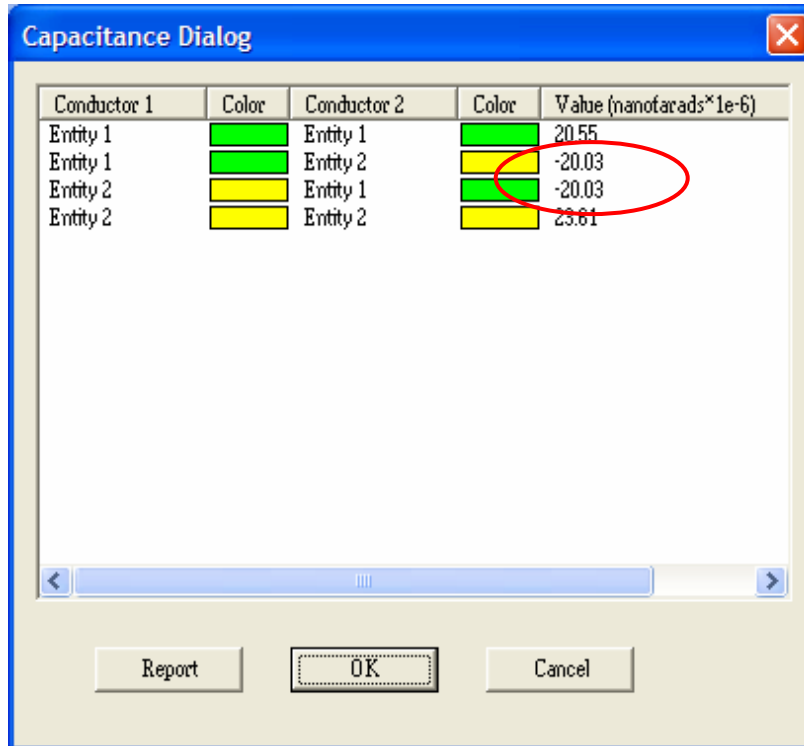 Capacitance Dialog
Conductor 1 Color Conductor 2 Color Value (nanofarads*1e-6)
Entity 1 Entity 1 20.55
Entity 1 Entity 2 -20.03
Entity 2 Entity 1 -20.03
Entity 2 Entity 2 23.61
Report OK Cancel